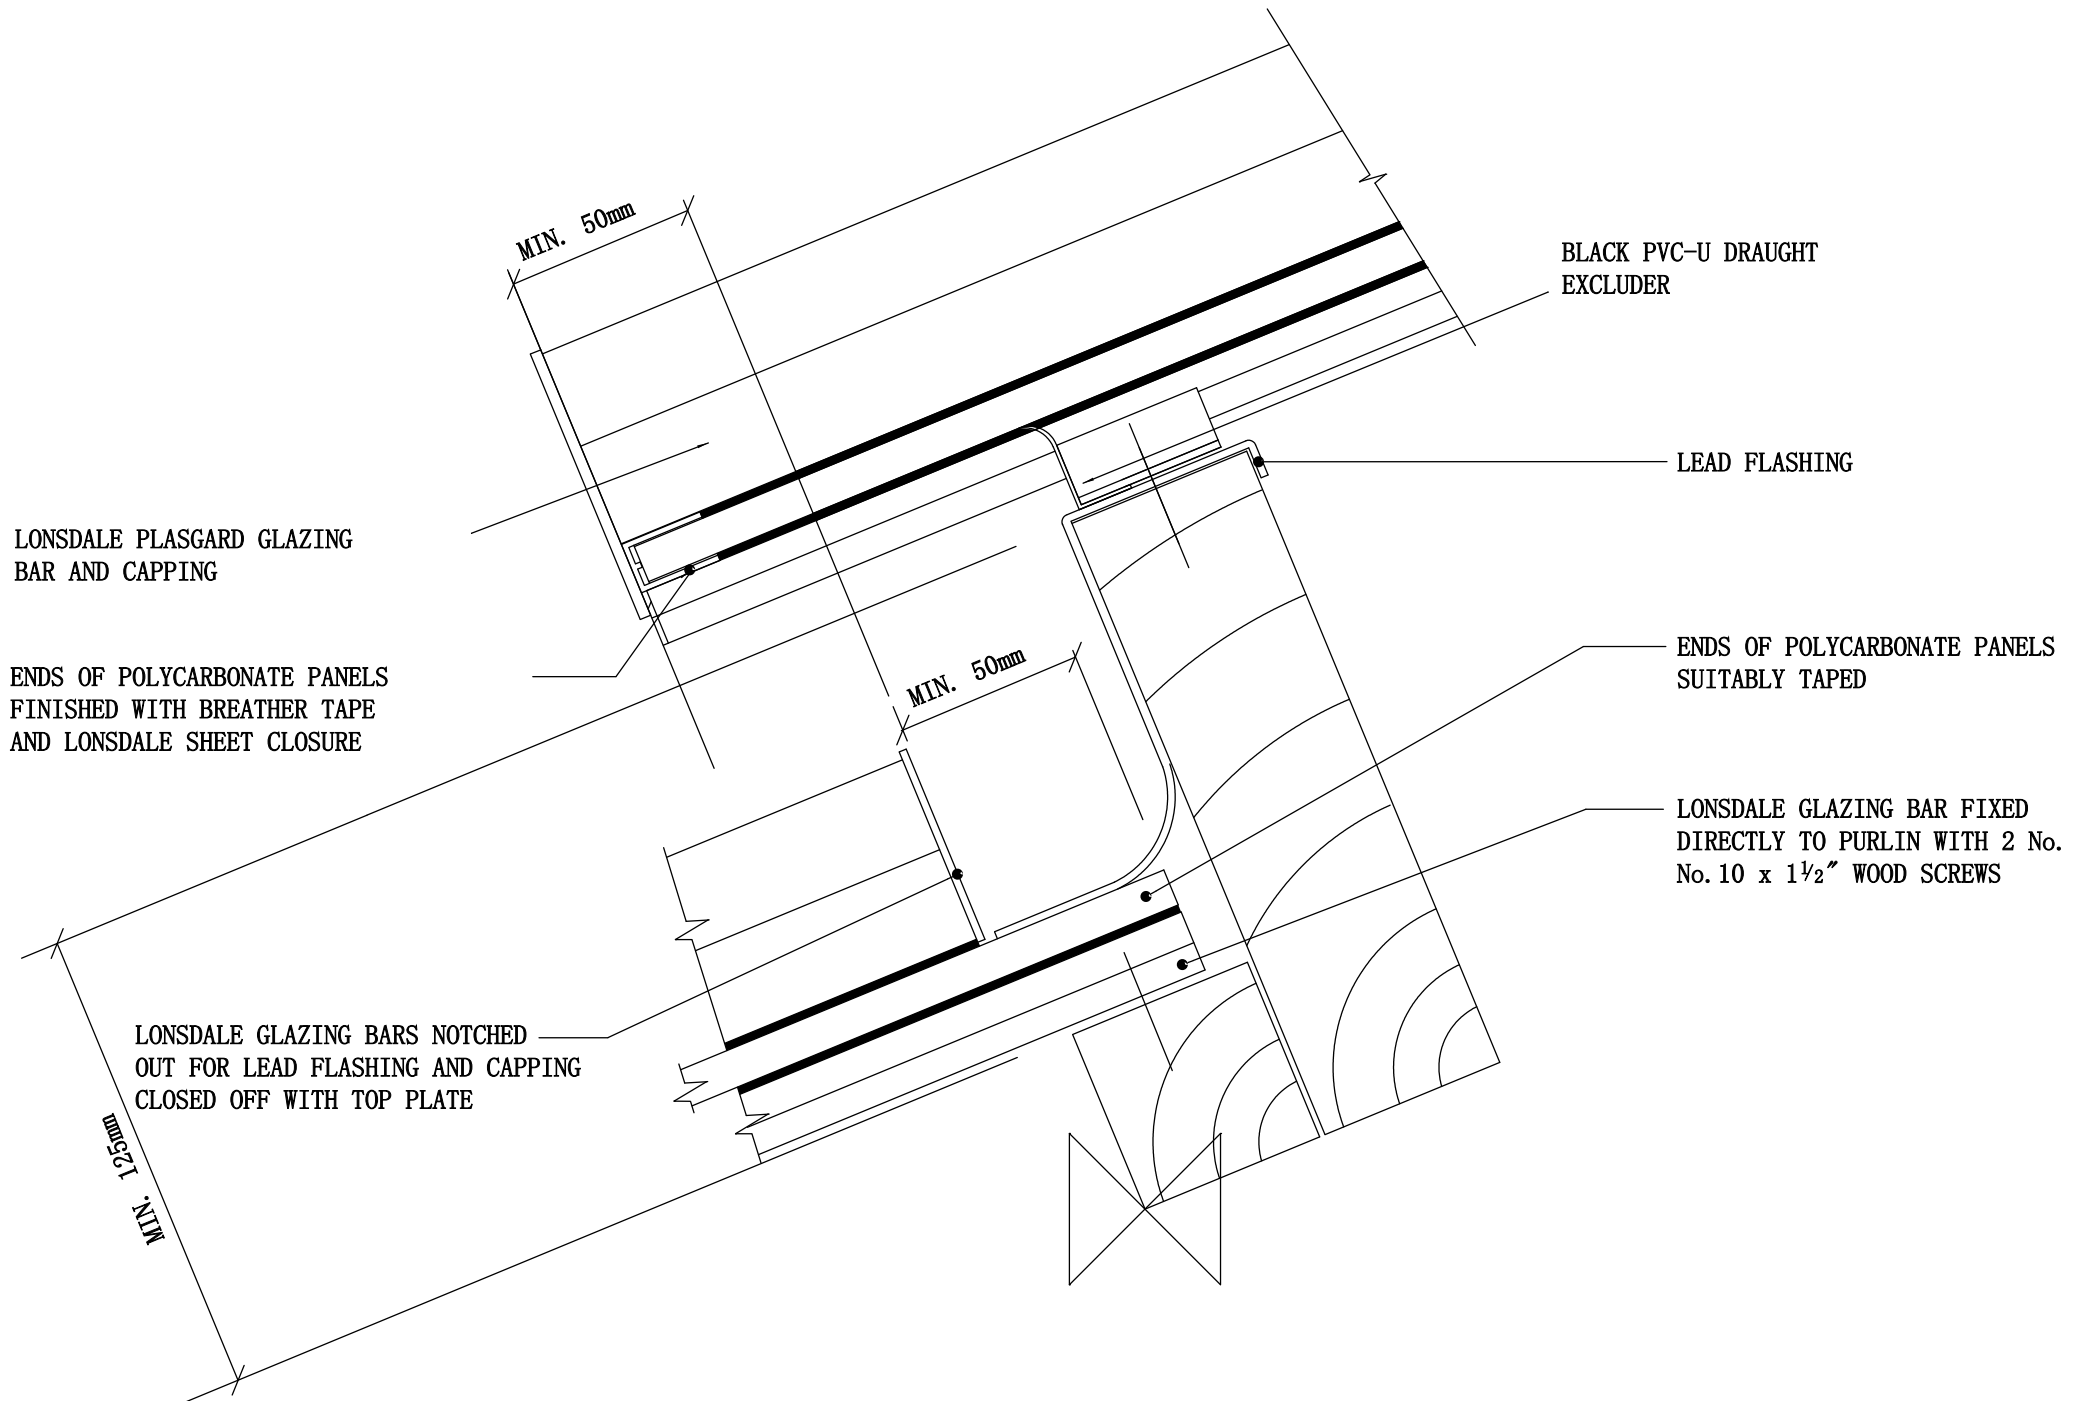 MIN. 50mm
BLACK PVC-U DRAUGHT
EXCLUDER
LEAD FLASHING
LONSDALE PLASGARD GLAZING
BAR AND CAPPING
ENDS OF POLYCARBONATE PANELS
SUITABLY TAPED
ENDS OF POLYCARBONATE PANELS
FINISHED WITH BREATHER TAPE
AND LONSDALE SHEET CLOSURE
MIN. 50mm
LONSDALE GLAZING BAR FIXED
DIRECTLY TO PURLIN WITH 2 No.
No.10 x 1½" WOOD SCREWS
LONSDALE GLAZING BARS NOTCHED
OUT FOR LEAD FLASHING AND CAPPING
CLOSED OFF WITH TOP PLATE
MIN. 125mm